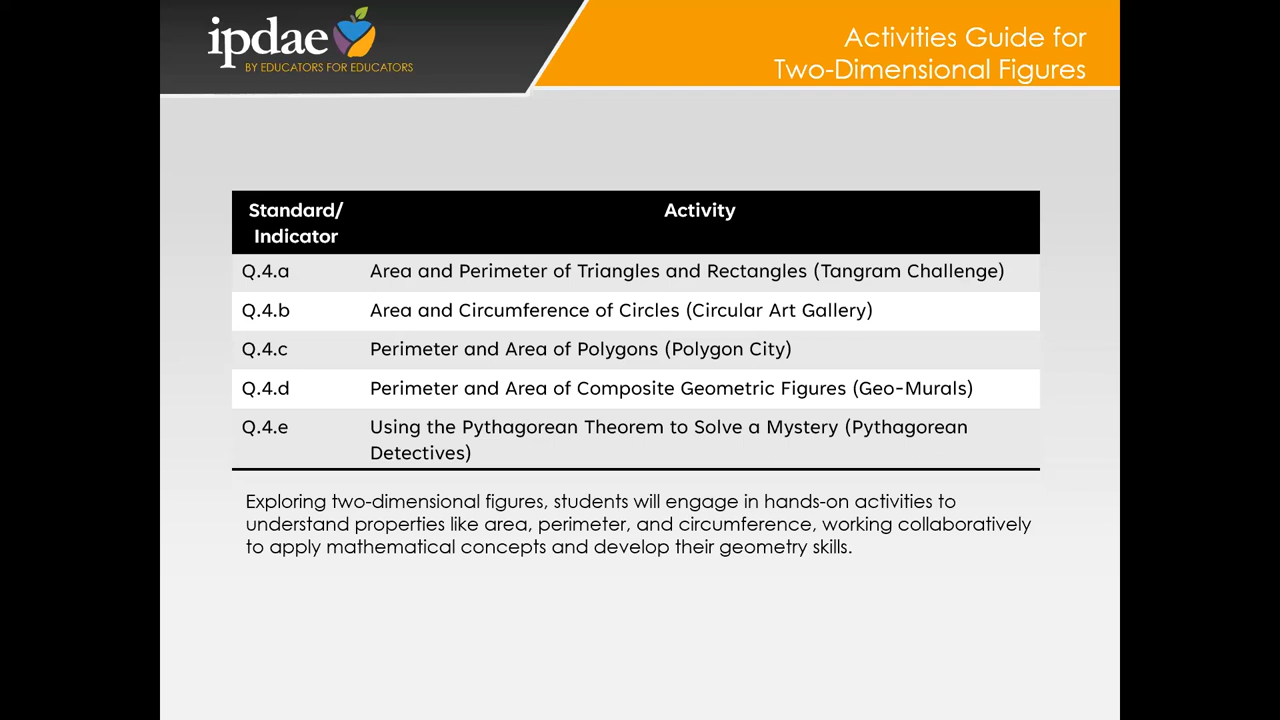 ipdae
BY EDUCATORS FOR EDUCATORS
Activities Guide for
Two-Dimensional Figures
Standard/
Indicator
Activity
Q.4.a Area and Perimeter of Triangles and Rectangles (Tangram Challenge)
Q.4.b Area and Circumference of Circles (Circular Art Gallery)
Q.4.c Perimeter and Area of Polygons (Polygon City)
Q.4.d Perimeter and Area of Composite Geometric Figures (Geo-Murals)
Q.4.e Using the Pythagorean Theorem to Solve a Mystery (Pythagorean
Detectives)
Exploring two-dimensional figures, students will engage in hands-on activities to
understand properties like area, perimeter, and circumference, working collaboratively
to apply mathematical concepts and develop their geometry skills.